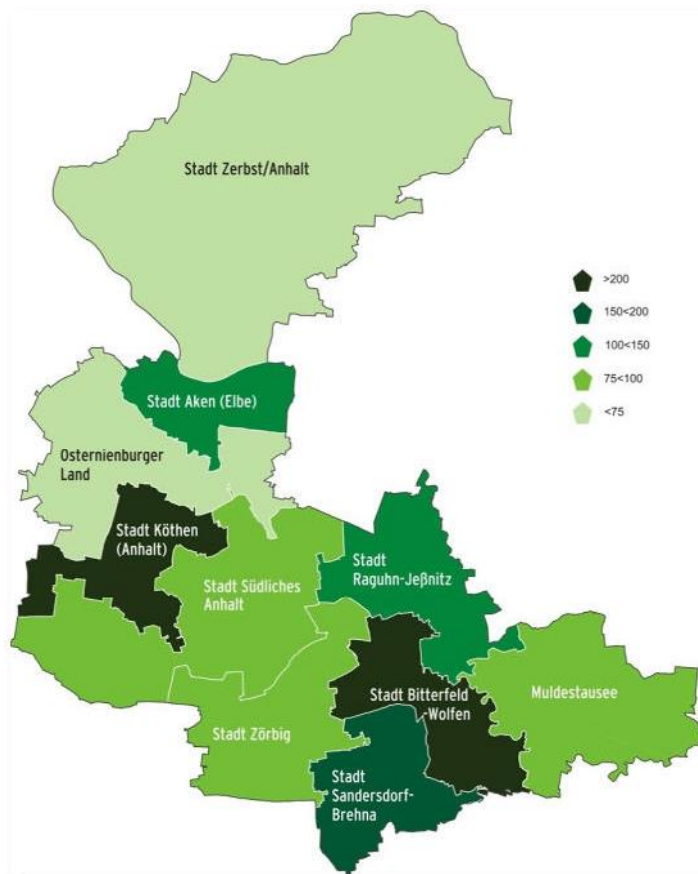 Stadt Zerbst/Anhalt
>200
150<200
100<150
75<100
<75
Stadt Aken (Elbe)
Osternienburger
Land
Stadt Köthen
(Anhalt)
Stadt
Raguhn-Jeßnitz
Stadt Südliches
Anhalt
Stadt Bitterfeld
-Wolfen
Muldestausee
Stadt Zörbig
Stadt
Sandersdorf-
Brehna